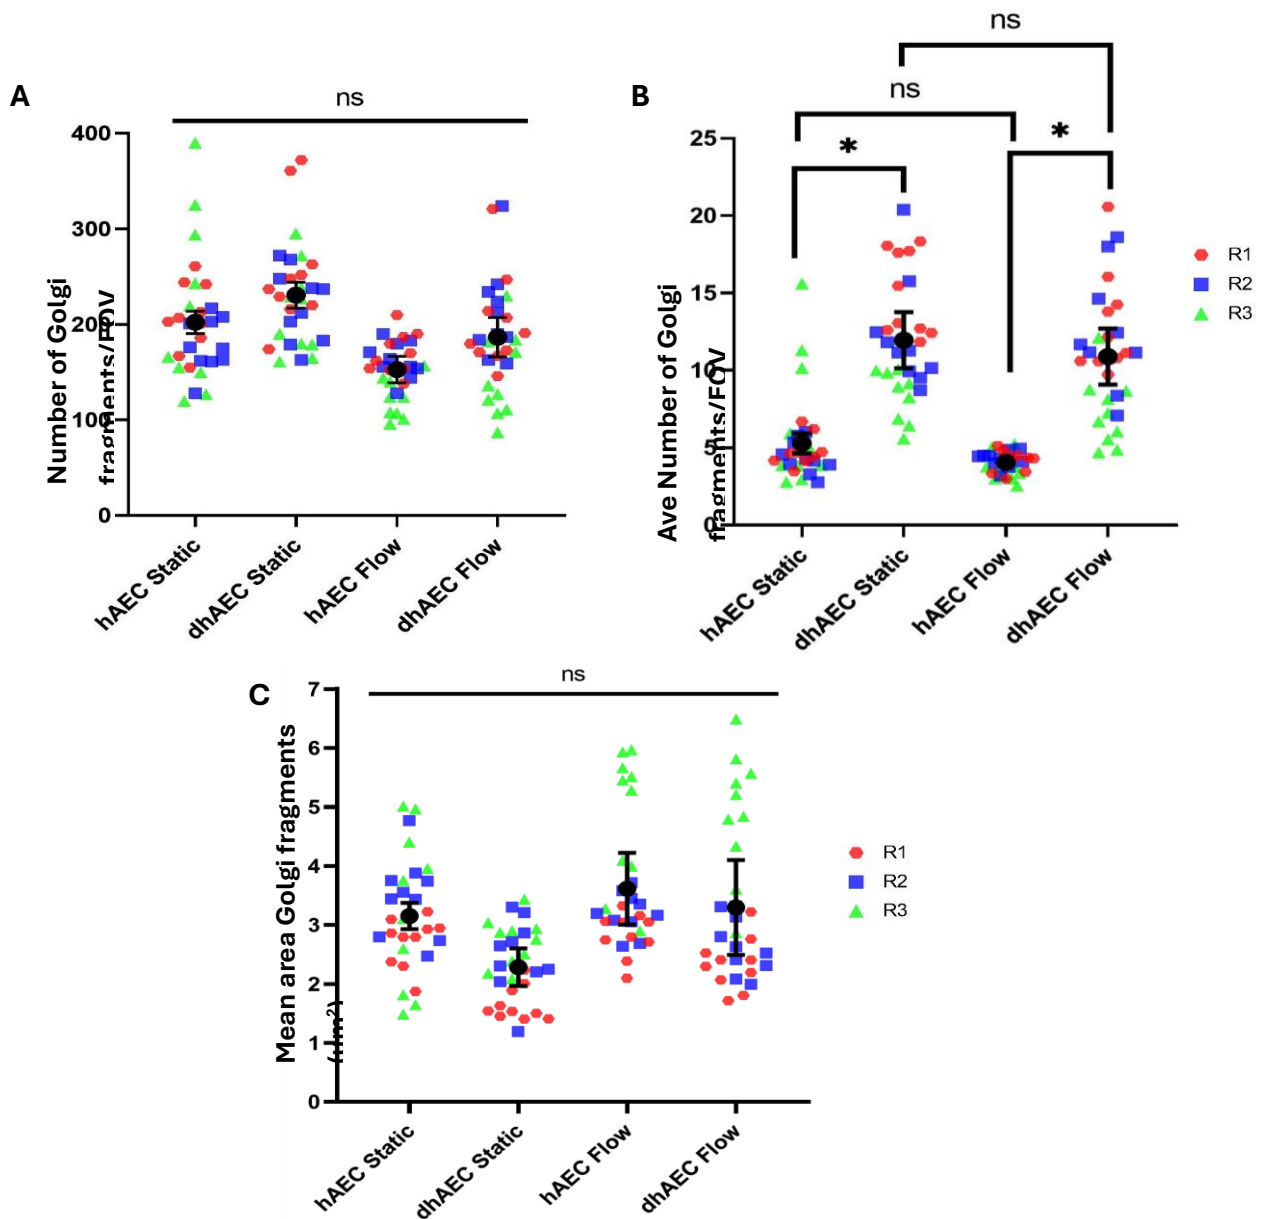 ns
A
ns
B
ns
*
*
400
300
200
100
0
Number of Golgi
fragments/FOV
hAEC Static
dhAEC Static
hAEC Flow
dhAEC Flow
25
20
15
10
5
0
Ave Number of Golgi
fragments/FOV
hAEC Static
dhAEC Static
hAEC Flow
dhAEC Flow
R1
R2
R3
C
ns
7
6
5
4
3
2
1
0
Mean area Golgi fragments
(µm²)
hAEC Static
dhAEC Static
hAEC Flow
dhAEC Flow
R1
R2
R3